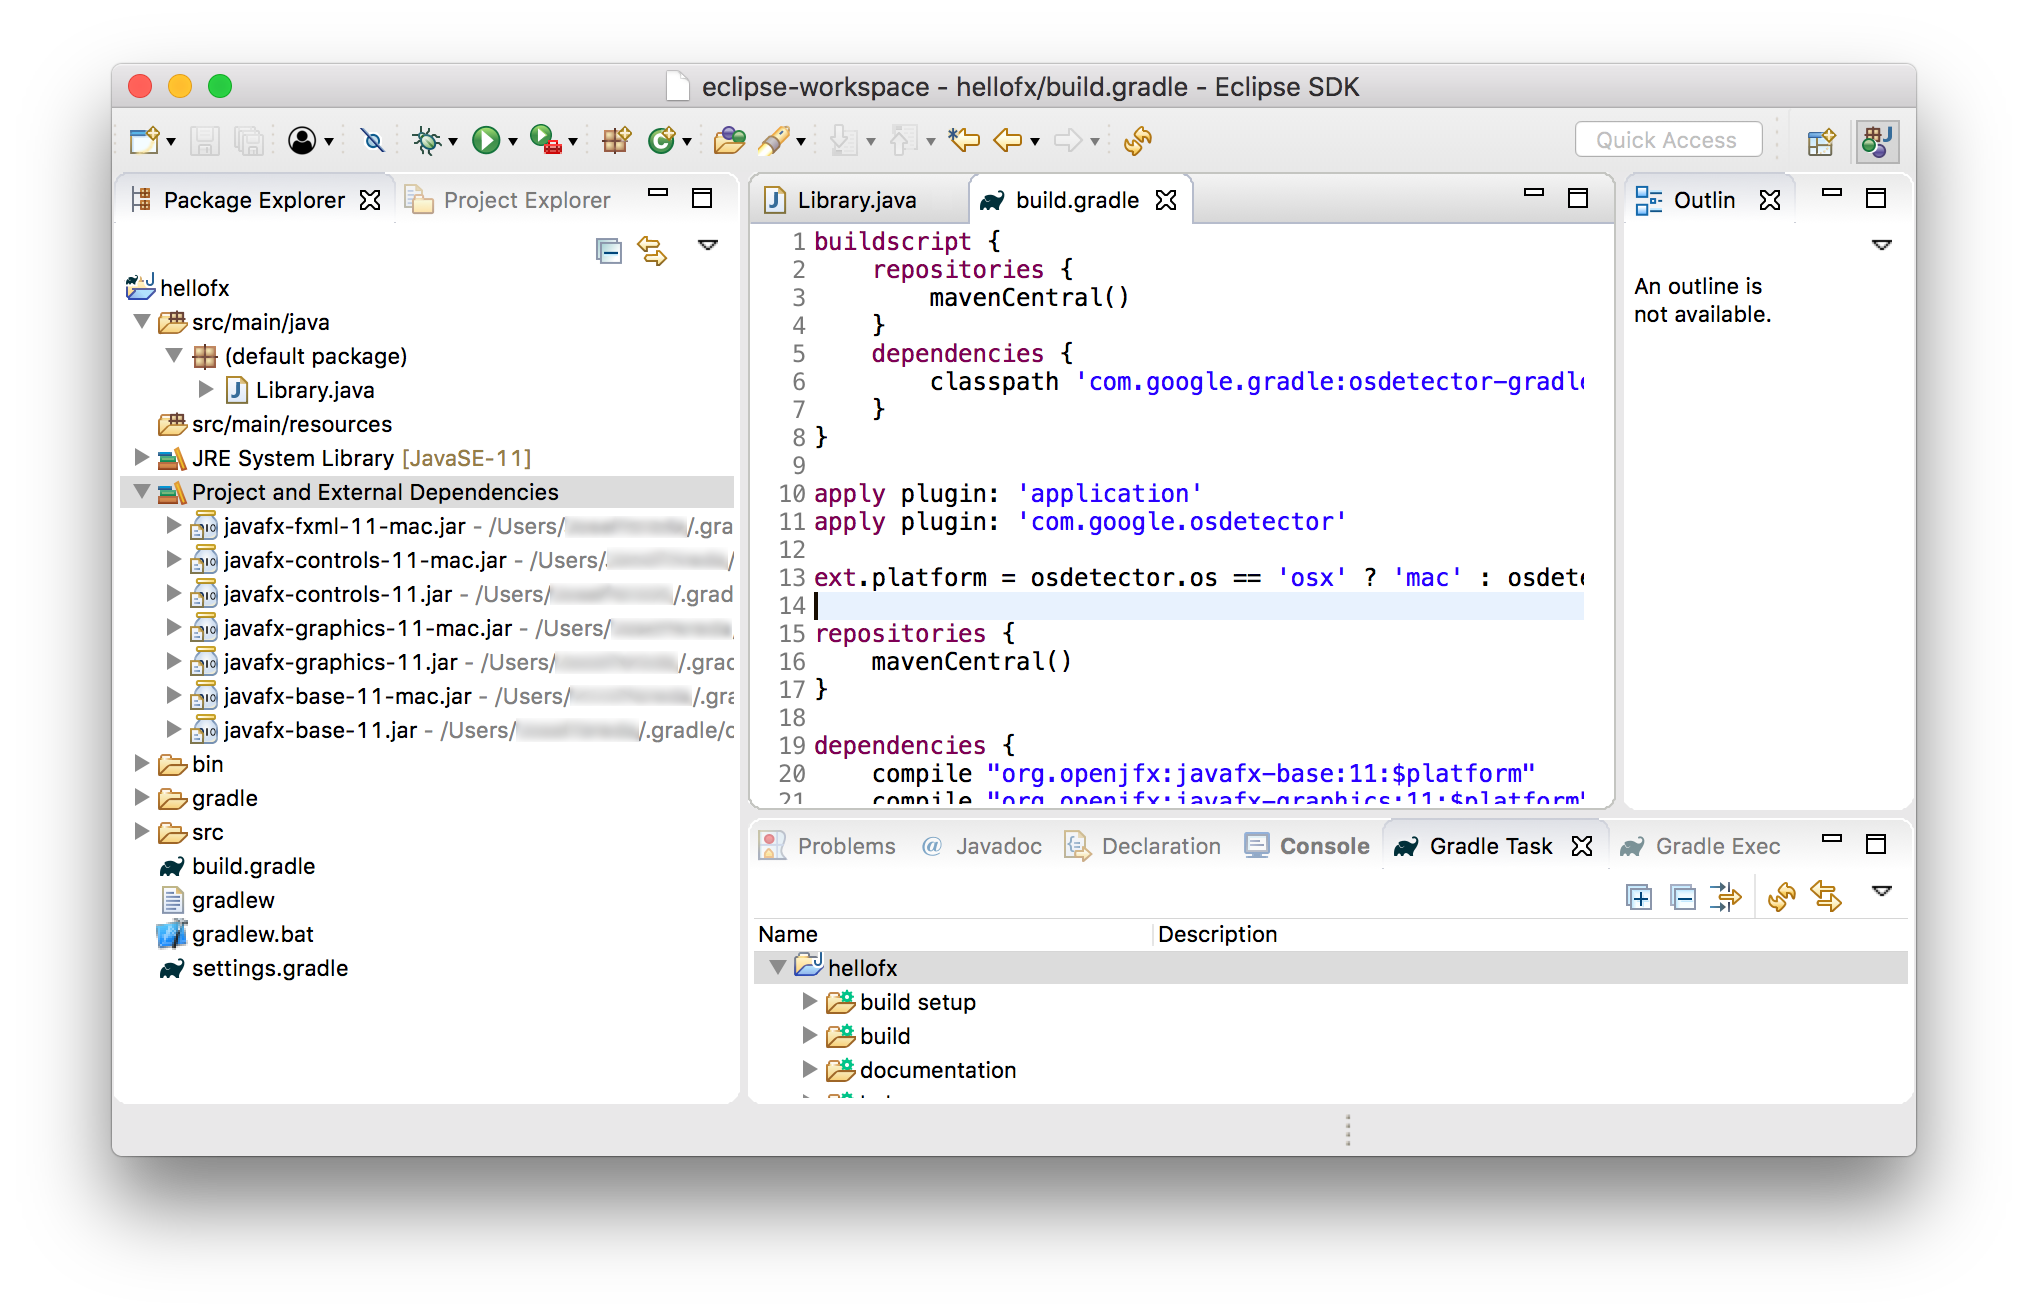 eclipse-workspace - hellofx/build.gradle - Eclipse SDK
Quick Access
Package Explorer
Project Explorer
hellofx
src/main/java
(default package)
Library.java
src/main/resources
JRE System Library [JavaSE-11]
Project and External Dependencies
javafx-fxml-11-mac.jar - /Users/ /.gra
javafx-controls-11-mac.jar - /Users/ /
javafx-controls-11.jar - /Users/ /.grad
javafx-graphics-11-mac.jar - /Users/
javafx-graphics-11.jar - /Users/ /.grac
javafx-base-11-mac.jar - /Users/ /.gra
javafx-base-11.jar - /Users/ /.gradle/c
bin
gradle
src
build.gradle
gradlew
gradlew.bat
settings.gradle
Library.java
build.gradle
1 buildscript {
2 repositories {
3 mavenCentral()
4 }
5 dependencies {
6 classpath 'com.google.gradle:osdetector-gradle
7 }
8 }
9
10 apply plugin: 'application'
11 apply plugin: 'com.google.osdetector'
12
13 ext.platform = osdetector.os == 'osx' ? 'mac' : osdete
14
15 repositories {
16 mavenCentral()
17 }
18
19 dependencies {
20 compile "org.openjfx:javafx-base:11:$platform"
21 compile "org.openjfx:javafx-graphics:11:$platform"
Outlin
An outline is
not available.
Problems
@ Javadoc
Declaration
Console
Gradle Task
Gradle Exec
Name
Description
hellofx
build setup
build
documentation